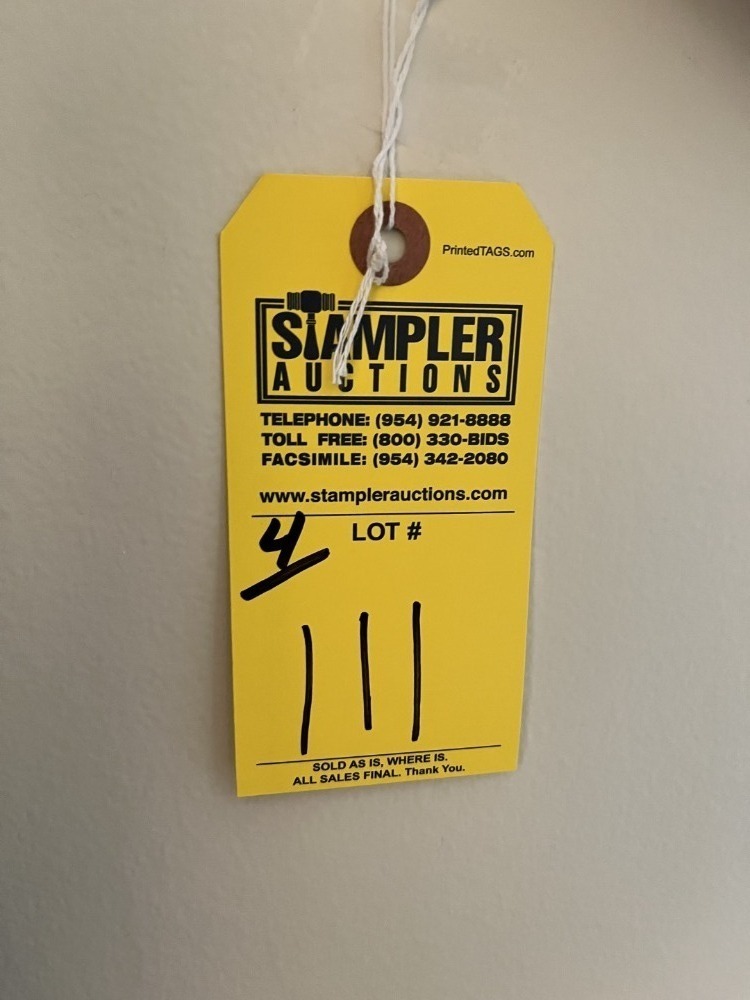 PrintedTAGS.com
STAMPLER
AUCTIONS
TELEPHONE: (954) 921-8888
TOLL FREE: (800) 330-BIDS
FACSIMILE: (954) 342-2080
www.stamplerauctions.com
LOT #
4
111
SOLD AS IS, WHERE IS.
ALL SALES FINAL. Thank You.